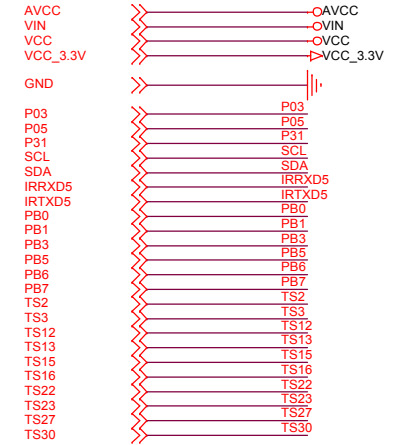 AVCC AVCC
VIN VIN
VCC VCC
VCC_3.3V VCC_3.3V
GND
P03 P03
P05 P05
P31 P31
SCL SCL
SDA SDA
IRRXD5 IRRXD5
IRTXD5 IRTXD5
PB0 PB0
PB1 PB1
PB3 PB3
PB5 PB5
PB6 PB6
PB7 PB7
TS2 TS2
TS3 TS3
TS12 TS12
TS13 TS13
TS15 TS15
TS16 TS16
TS22 TS22
TS23 TS23
TS27 TS27
TS30 TS30